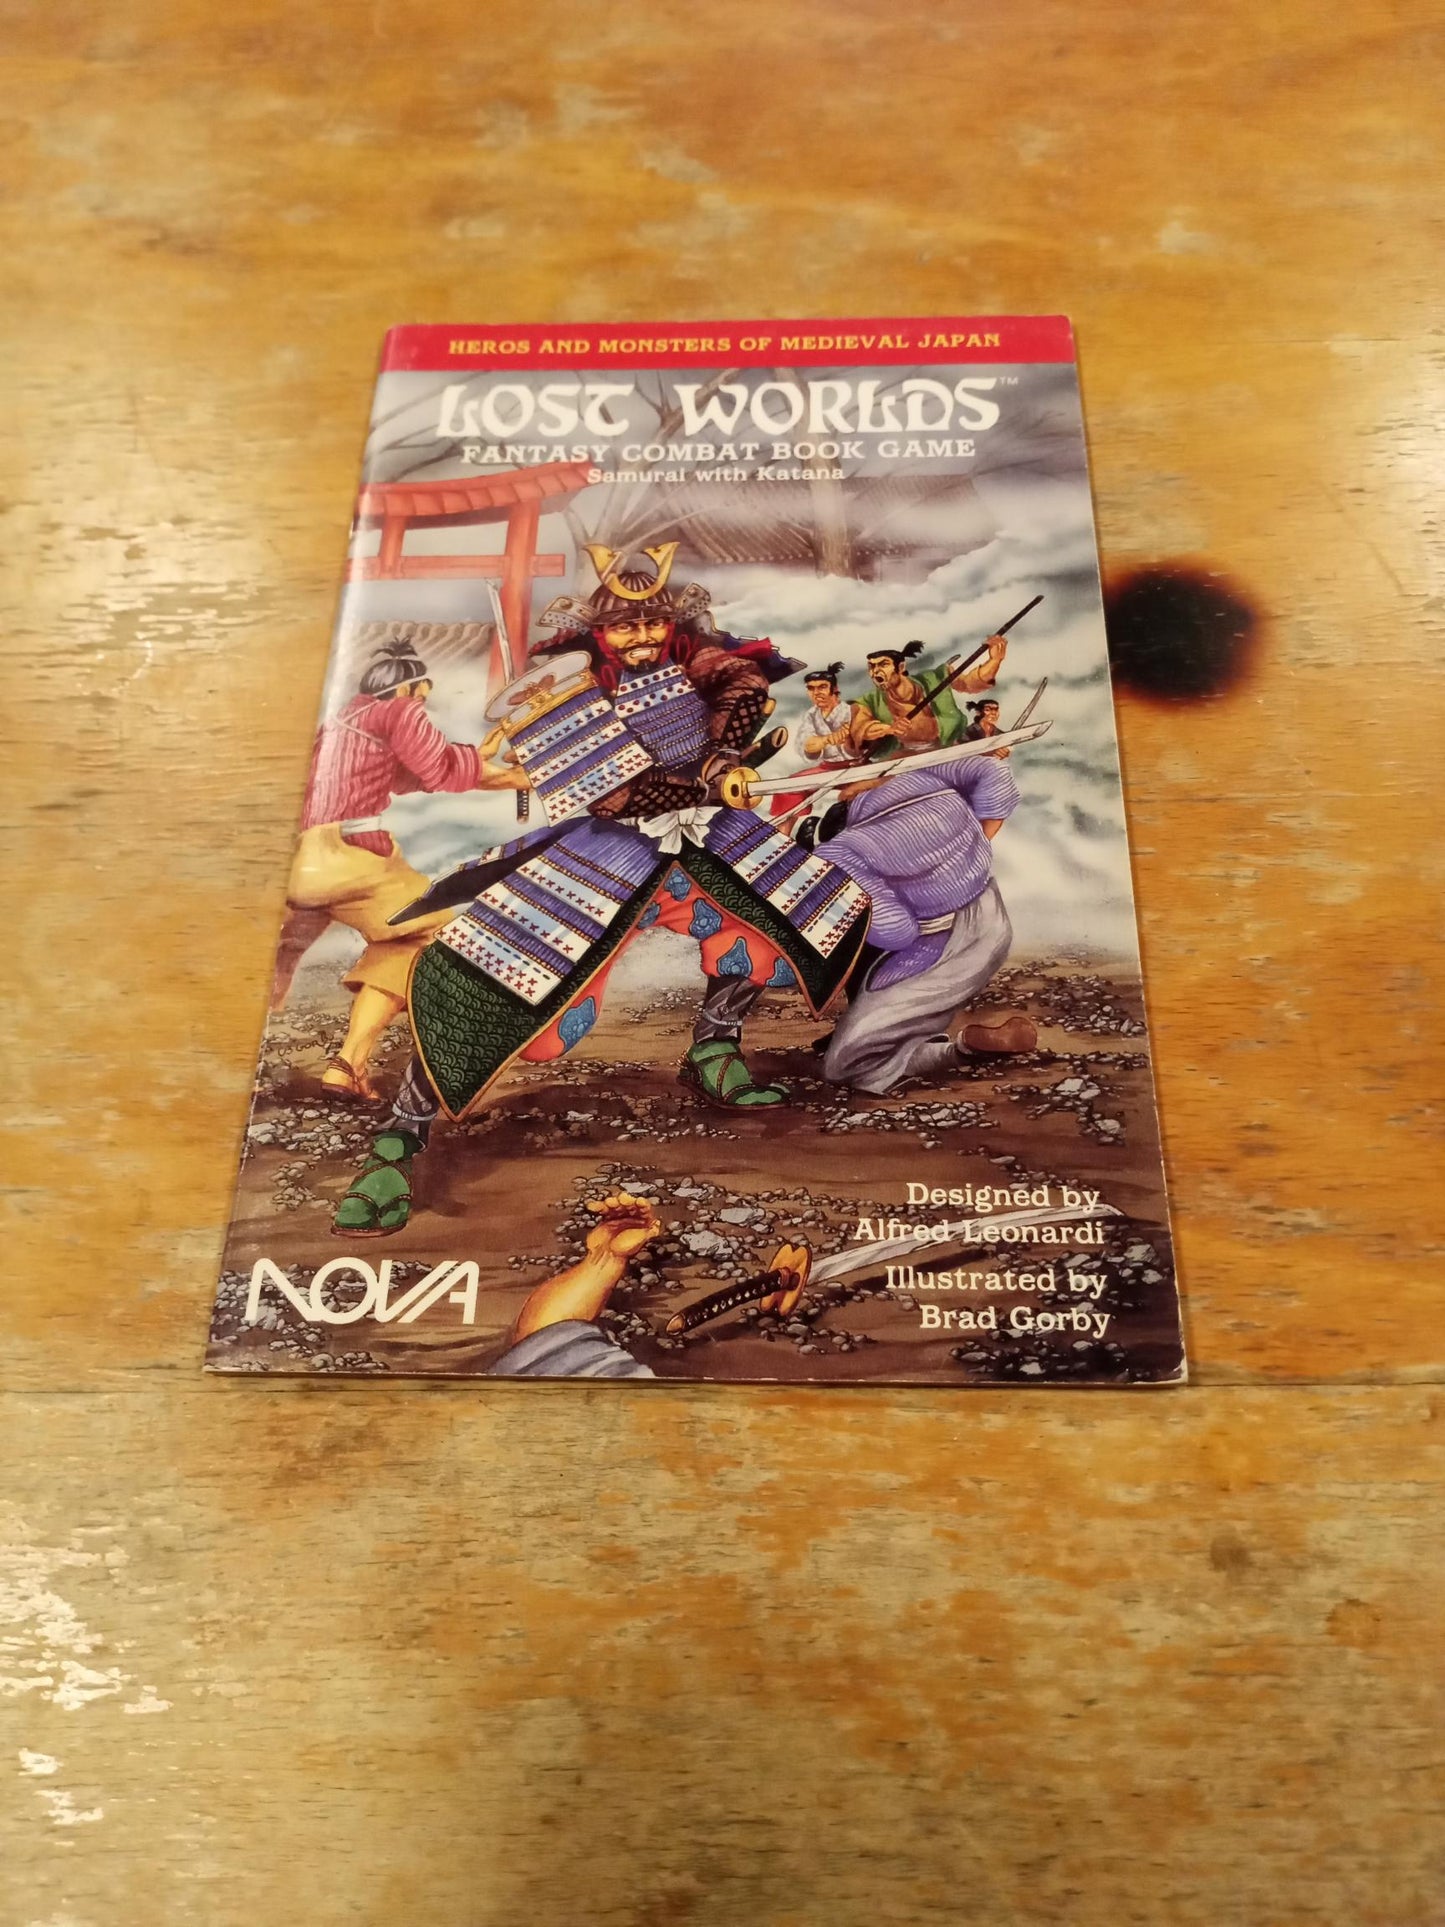 HEROS AND MONSTERS OF MEDIEVAL JAPAN
LOST WORLDS™
FANTASY COMBAT BOOK GAME
Samurai with Katana
Designed by
Alfred Leonardi
Illustrated by
Brad Gorby
NOVA